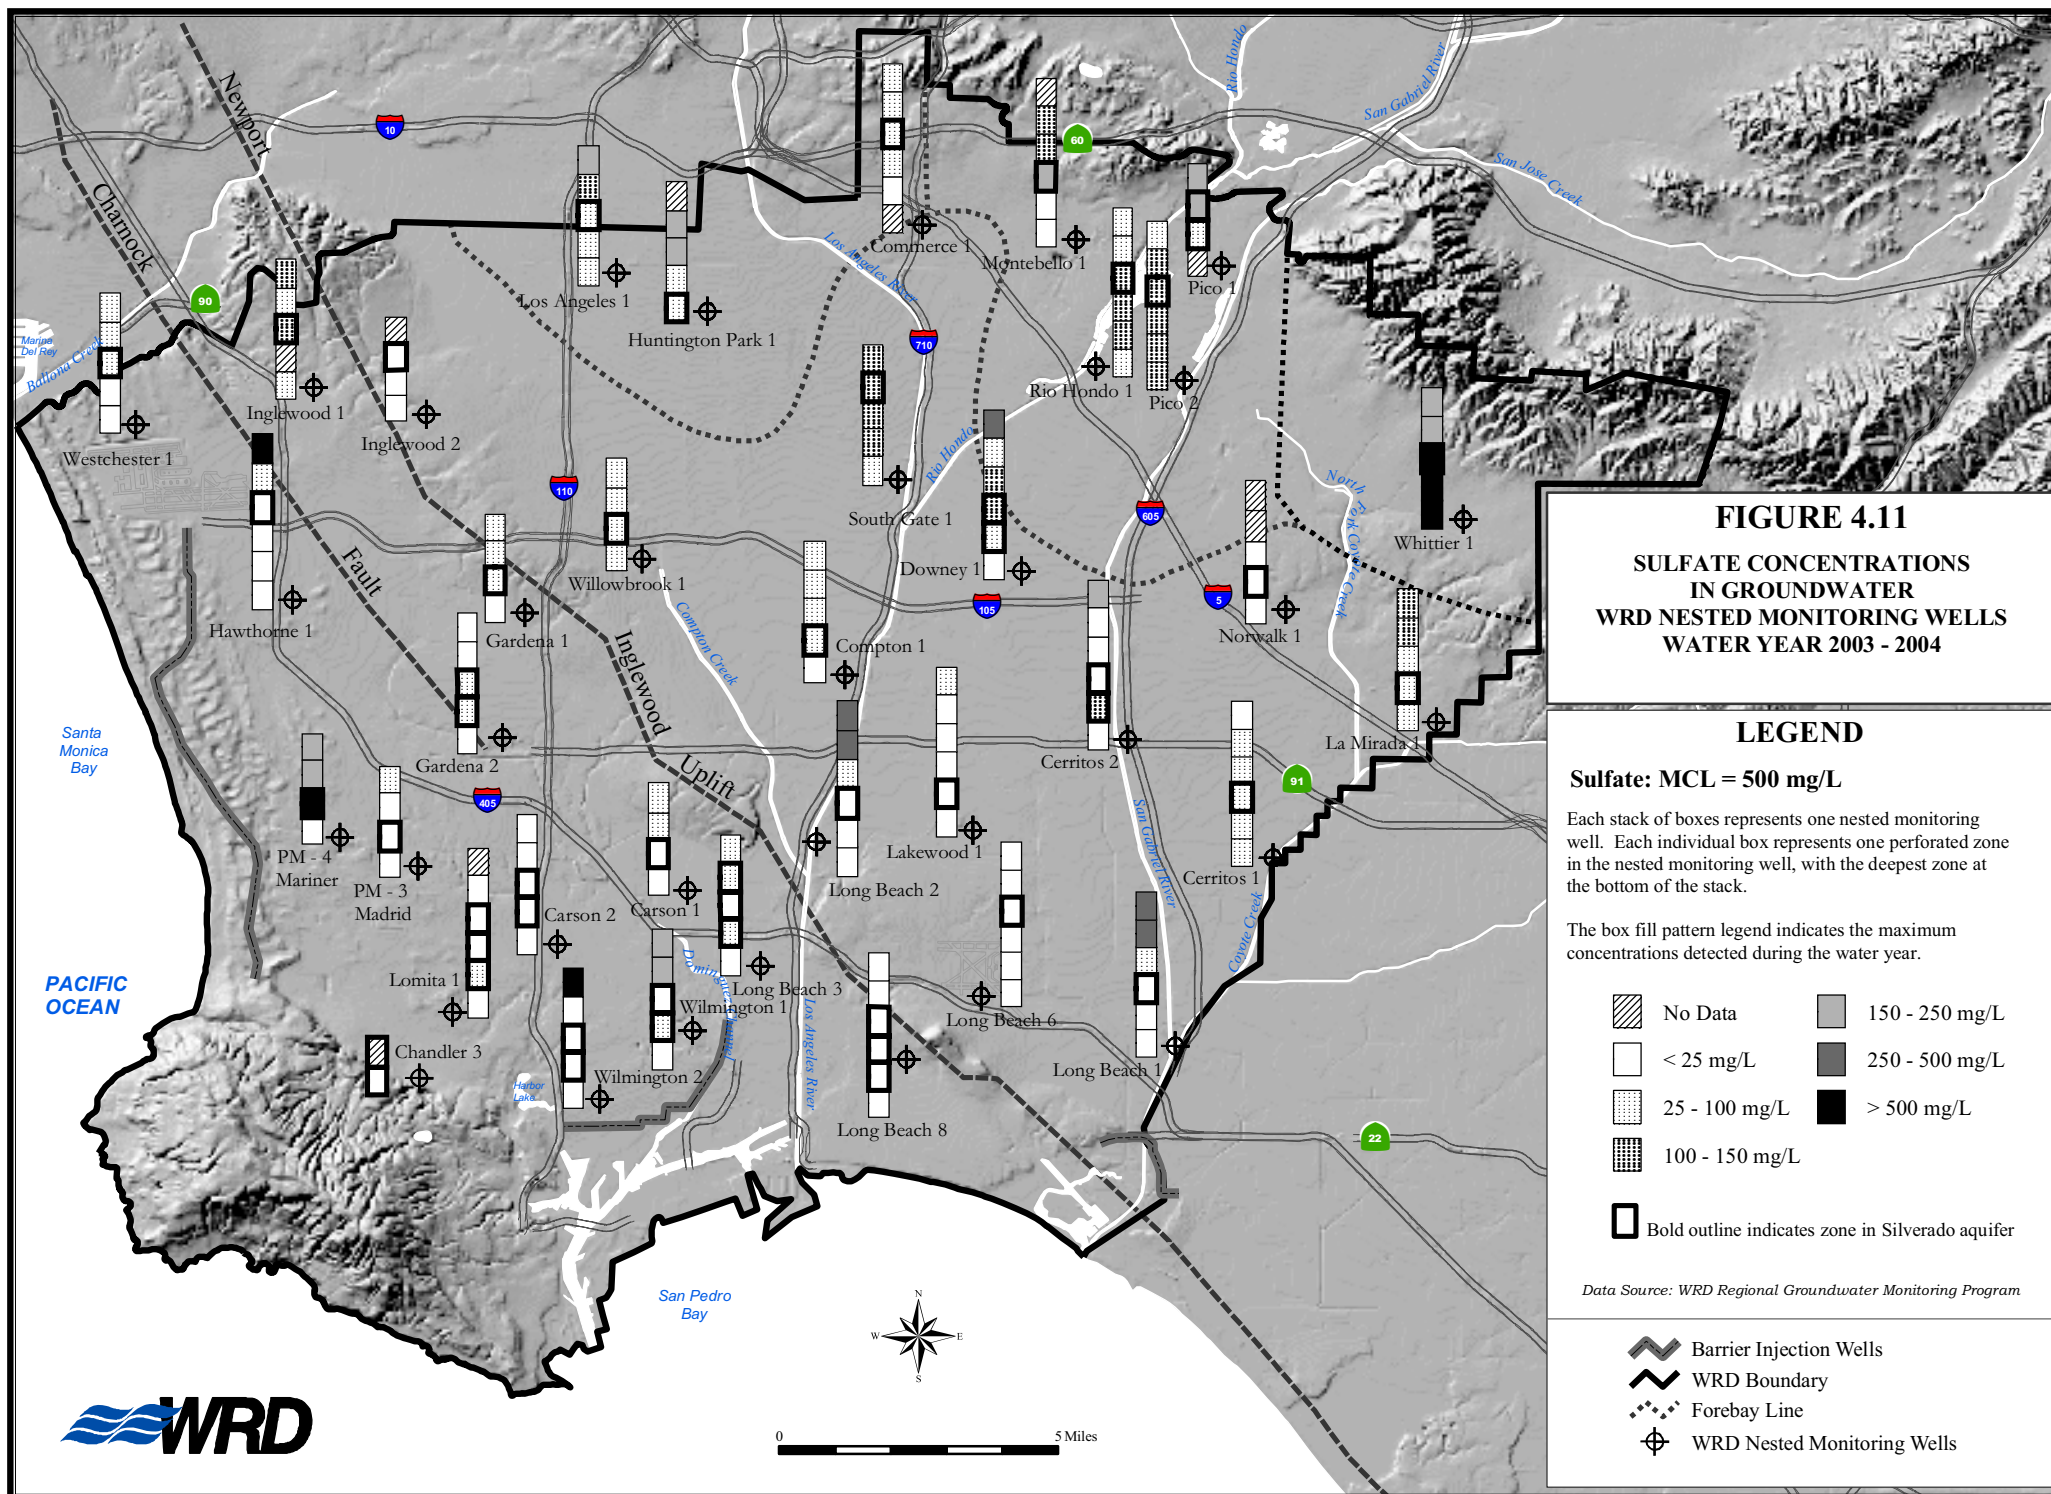 Newport
Charnock
Fault
Inglewood
Uplift
10
60
90
110
710
605
105
5
91
405
22
Rio Hondo
San Gabriel River
San Jose Creek
Los Angeles River
Marina
Del Rey
Ballona Creek
Commerce 1
Montebello 1
Pico 1
Los Angeles 1
Huntington Park 1
Inglewood 1
Inglewood 2
Westchester 1
Rio Hondo 1
Pico 2
Rio Hondo
South Gate 1
Downey 1
Whittier 1
North Fork Coyote Creek
Hawthorne 1
Willowbrook 1
Gardena 1
Compton Creek
Compton 1
Norwalk 1
La Mirada 1
Gardena 2
Cerritos 2
Santa
Monica
Bay
PM - 4
Mariner
PM - 3
Madrid
Carson 2
Carson 1
Long Beach 2
Lakewood 1
San Gabriel River
Cerritos 1
Coyote Creek
Lomita 1
Dominguez Channel
Long Beach 3
Wilmington 1
Los Angeles River
Long Beach 6
PACIFIC
OCEAN
Chandler 3
Wilmington 2
Long Beach 1
Harbor
Lake
Long Beach 8
San Pedro
Bay
N
W
E
S
0
5 Miles
WRD
FIGURE 4.11
SULFATE CONCENTRATIONS
IN GROUNDWATER
WRD NESTED MONITORING WELLS
WATER YEAR 2003 - 2004
LEGEND
Sulfate: MCL = 500 mg/L
Each stack of boxes represents one nested monitoring
well. Each individual box represents one perforated zone
in the nested monitoring well, with the deepest zone at
the bottom of the stack.
The box fill pattern legend indicates the maximum
concentrations detected during the water year.
No Data
150 - 250 mg/L
< 25 mg/L
250 - 500 mg/L
25 - 100 mg/L
> 500 mg/L
100 - 150 mg/L
Bold outline indicates zone in Silverado aquifer
Data Source: WRD Regional Groundwater Monitoring Program
Barrier Injection Wells
WRD Boundary
Forebay Line
WRD Nested Monitoring Wells